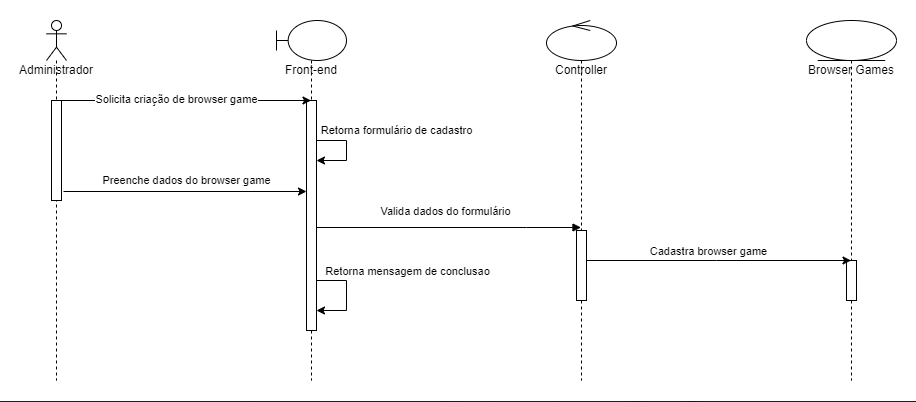 Administrador
Front-end
Controller
Browser Games
Solicita criação de browser game
Retorna formulário de cadastro
Preenche dados do browser game
Valida dados do formulário
Cadastra browser game
Retorna mensagem de conclusao